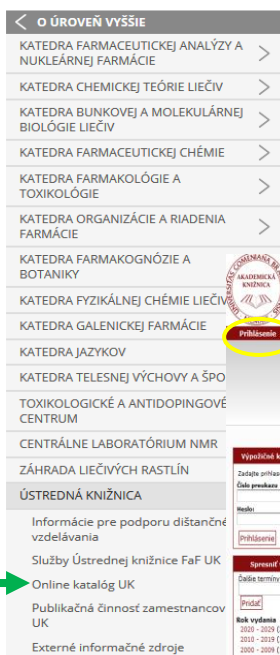 O ÚROVEŇ VYŠŠIE
KATEDRA FARMACEUTICKEJ ANALÝZY A
NUKLEÁRNEJ FARMÁCIE
KATEDRA CHEMICKEJ TEÓRIE LIEČIV
KATEDRA BUNKOVEJ A MOLEKULÁRNEJ
BIOLÓGIE LIEČIV
KATEDRA FARMACEUTICKEJ CHÉMIE
KATEDRA FARMAKOLÓGIE A
TOXIKOLÓGIE
KATEDRA ORGANIZÁCIE A RIADENIA
FARMÁCIE
KATEDRA FARMAKOGNÓZIE A
BOTANIKY
KATEDRA FYZIKÁLNEJ CHÉMIE LIEČIV
KATEDRA GALENICKEJ FARMÁCIE
KATEDRA JAZYKOV
KATEDRA TELESNEJ VÝCHOVY A ŠPO
TOXIKOLOGICKÉ A ANTIDOPINGOVÉ
CENTRUM
CENTRÁLNE LABORATÓRIUM NMR
ZÁHRADA LIEČIVÝCH RASTLÍN
ÚSTREDNÁ KNIŽNICA
Informácie pre podporu dištančné
vzdelávania
Služby Ústrednej knižnice FaF UK
Online katalóg UK
Publikačná činnosť zamestnancov
UK
Externé informačné zdroje
AKADEMICKÁ
KNIŽNICA
Prihlásenie
Výpožičné k
Zadajte prihlas
Číslo preukazu
Heslo:
Prihlásenie
Spresniť
Ďalšie termíny
Pridať
Rok vydania
2020 - 2029 (
2010 - 2019 (
2000 - 2009 (